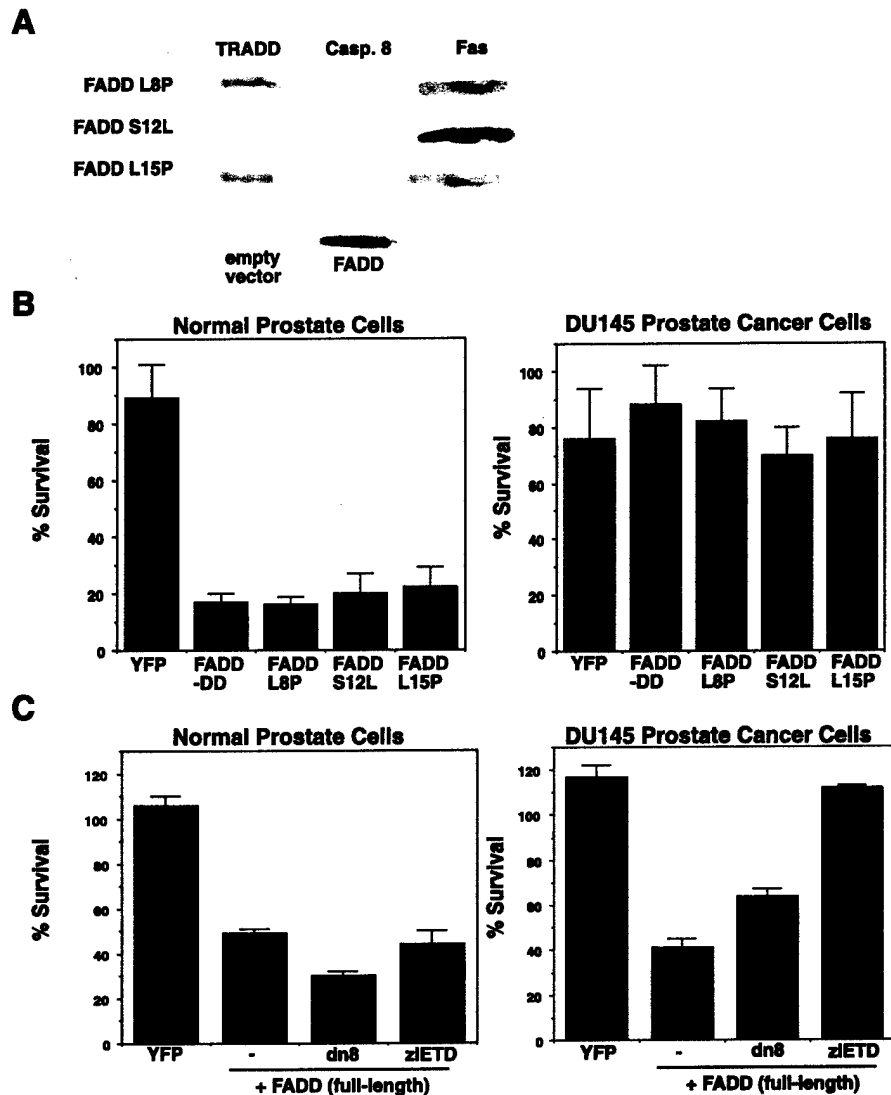 A
TRADD Casp. 8 Fas
FADD L8P
FADD S12L
FADD L15P
empty vector
FADD
B
Normal Prostate Cells
% Survival
100
80
60
40
20
0
YFP FADD -DD FADD L8P FADD S12L FADD L15P
DU145 Prostate Cancer Cells
% Survival
100
80
60
40
20
0
YFP FADD -DD FADD L8P FADD S12L FADD L15P
C
Normal Prostate Cells
% Survival
120
100
80
60
40
20
0
YFP - dn8 zIETD
+ FADD (full-length)
DU145 Prostate Cancer Cells
% Survival
120
100
80
60
40
20
0
YFP - dn8 zIETD
+ FADD (full-length)